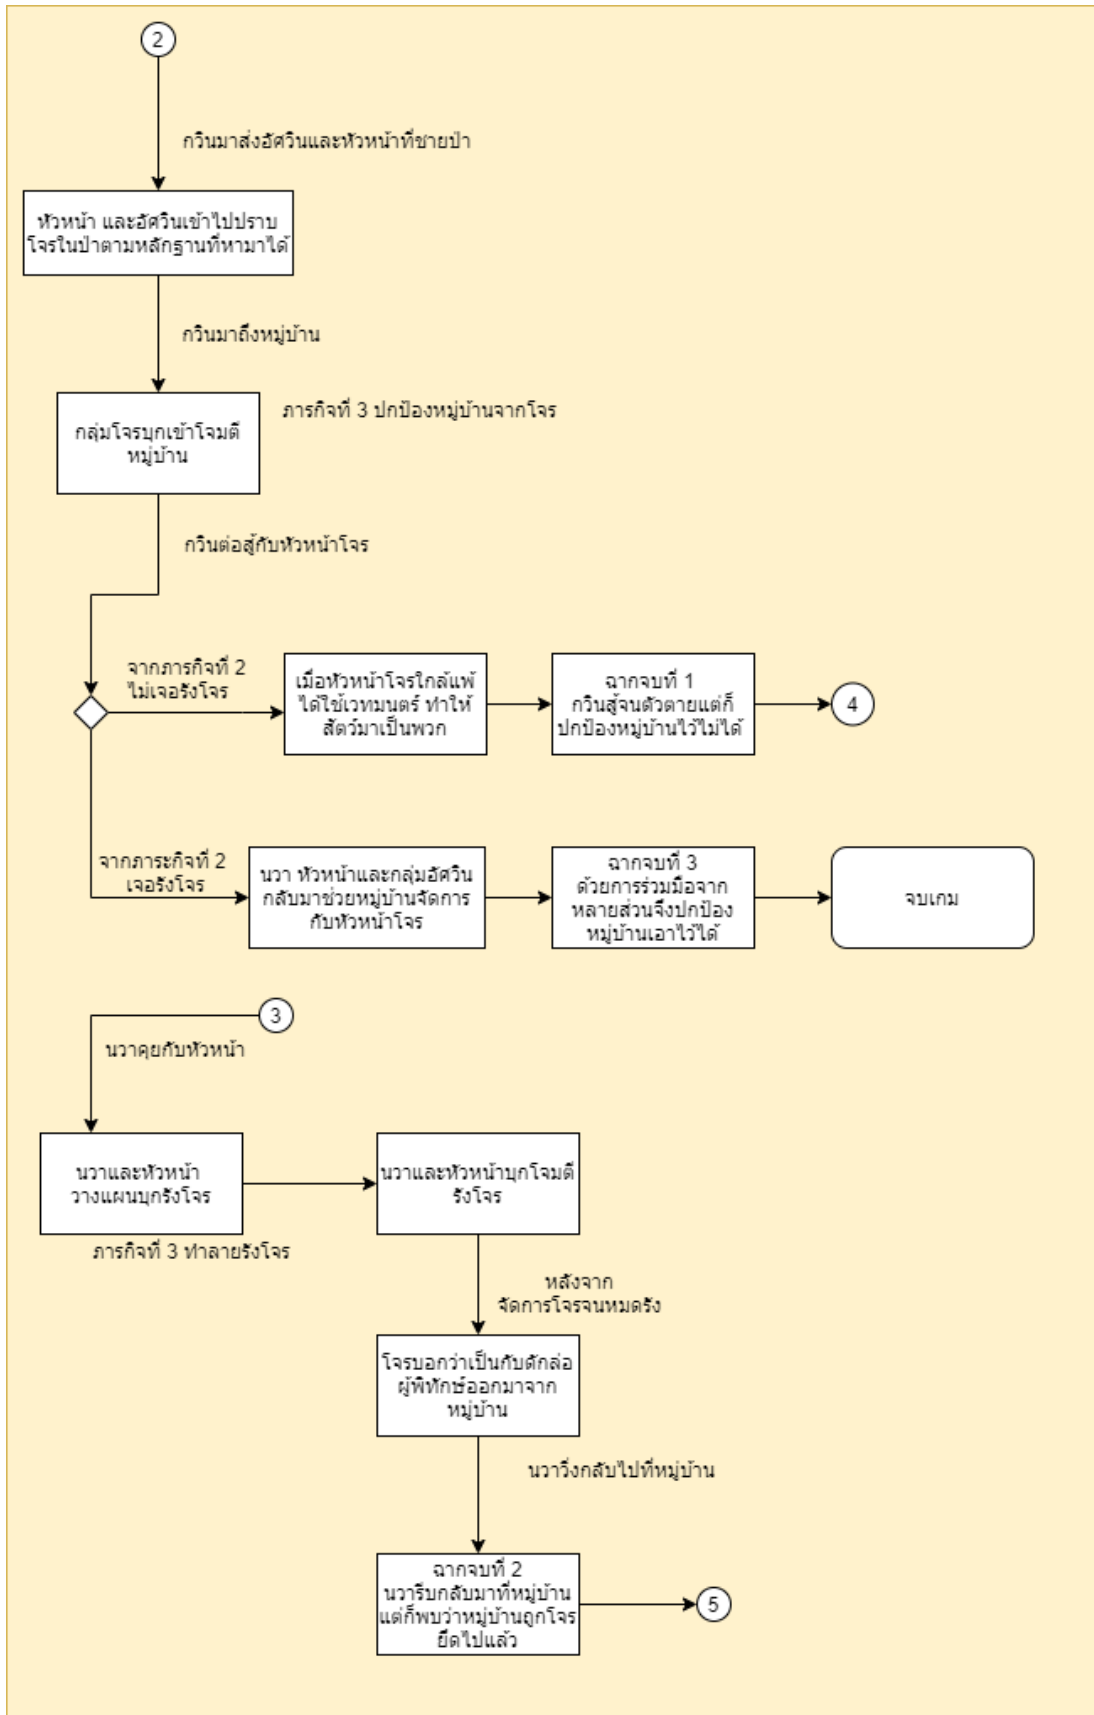 2
กวินมาส่งอัศวินและหัวหน้าที่ชายป่า
หัวหน้า และอัศวินเข้าไปปราบ
โจรในป่าตามหลักฐานที่หามาได้
กวินมาถึงหมู่บ้าน
ภารกิจที่ 3 ปกป้องหมู่บ้านจากโจร
กลุ่มโจรบุกเข้าโจมตี
หมู่บ้าน
กวินต่อสู้กับหัวหน้าโจร
จากภารกิจที่ 2
ไม่เจอรังโจร
เมื่อหัวหน้าโจรใกล้แพ้
ได้ใช้เวทมนตร์ ทำให้
สัตว์มาเป็นพวก
ฉากจบที่ 1
กวินสู้จนตัวตายแต่ก็
ปกป้องหมู่บ้านไว้ไม่ได้
4
จากภาระกิจที่ 2
เจอรังโจร
นวา หัวหน้าและกลุ่มอัศวิน
กลับมาช่วยหมู่บ้านจัดการ
กับหัวหน้าโจร
ฉากจบที่ 3
ด้วยการร่วมมือจาก
หลายส่วนจึงปกป้อง
หมู่บ้านเอาไว้ได้
จบเกม
3
นวาคุยกับหัวหน้า
นวาและหัวหน้า
วางแผนบุกรังโจร
ภารกิจที่ 3 ทำลายรังโจร
นวาและหัวหน้าบุกโจมตี
รังโจร
หลังจาก
จัดการโจรจนหมดรัง
โจรบอกว่าเป็นกับดักล่อ
ผู้พิทักษ์ออกมาจาก
หมู่บ้าน
นวาวิ่งกลับไปที่หมู่บ้าน
ฉากจบที่ 2
นวารีบกลับมาที่หมู่บ้าน
แต่ก็พบว่าหมู่บ้านถูกโจร
ยึดไปแล้ว
5